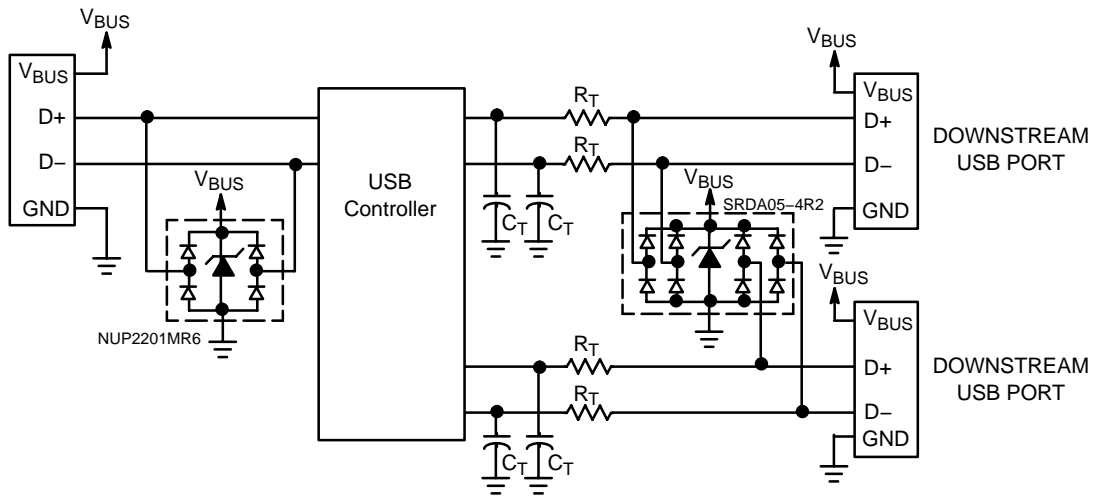 VBUS
VBUS
D+
D−
GND
VBUS
NUP2201MR6
USB
Controller
RT
RT
CT
CT
VBUS
SRDA05−4R2
VBUS
VBUS
D+
D−
GND
DOWNSTREAM
USB PORT
RT
RT
CT
CT
VBUS
VBUS
D+
D−
GND
DOWNSTREAM
USB PORT